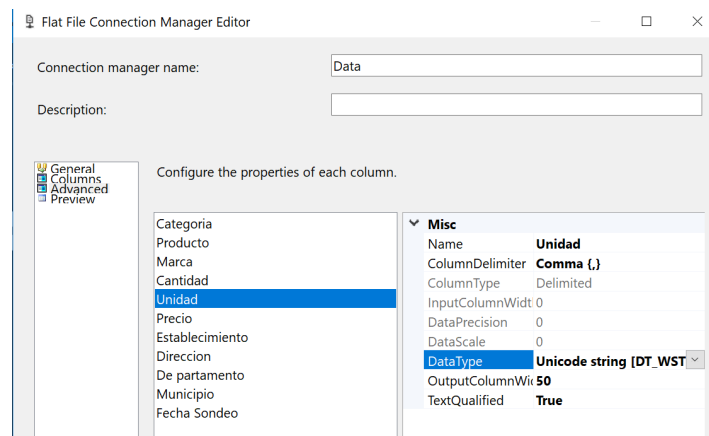 Flat File Connection Manager Editor
Connection manager name:
Data
Description:
General
Columns
Advanced
Preview
Configure the properties of each column.
Categoria
Producto
Marca
Cantidad
Unidad
Precio
Establecimiento
Direccion
De partamento
Municipio
Fecha Sondeo
Misc
Name Unidad
ColumnDelimiter Comma {,}
ColumnType Delimited
InputColumnWidt 0
DataPrecision 0
DataScale 0
DataType Unicode string [DT_WST
OutputColumnWi 50
TextQualified True